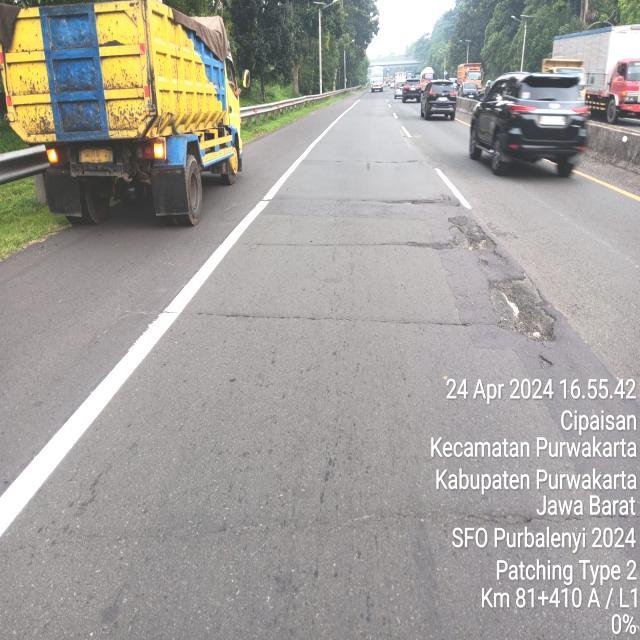 24 Apr 2024 16.55.42
Cipaisan
Kecamatan Purwakarta
Kabupaten Purwakarta
Jawa Barat
SFO Purbalenyi 2024
Patching Type 2
Km 81+410 A / L1
0%